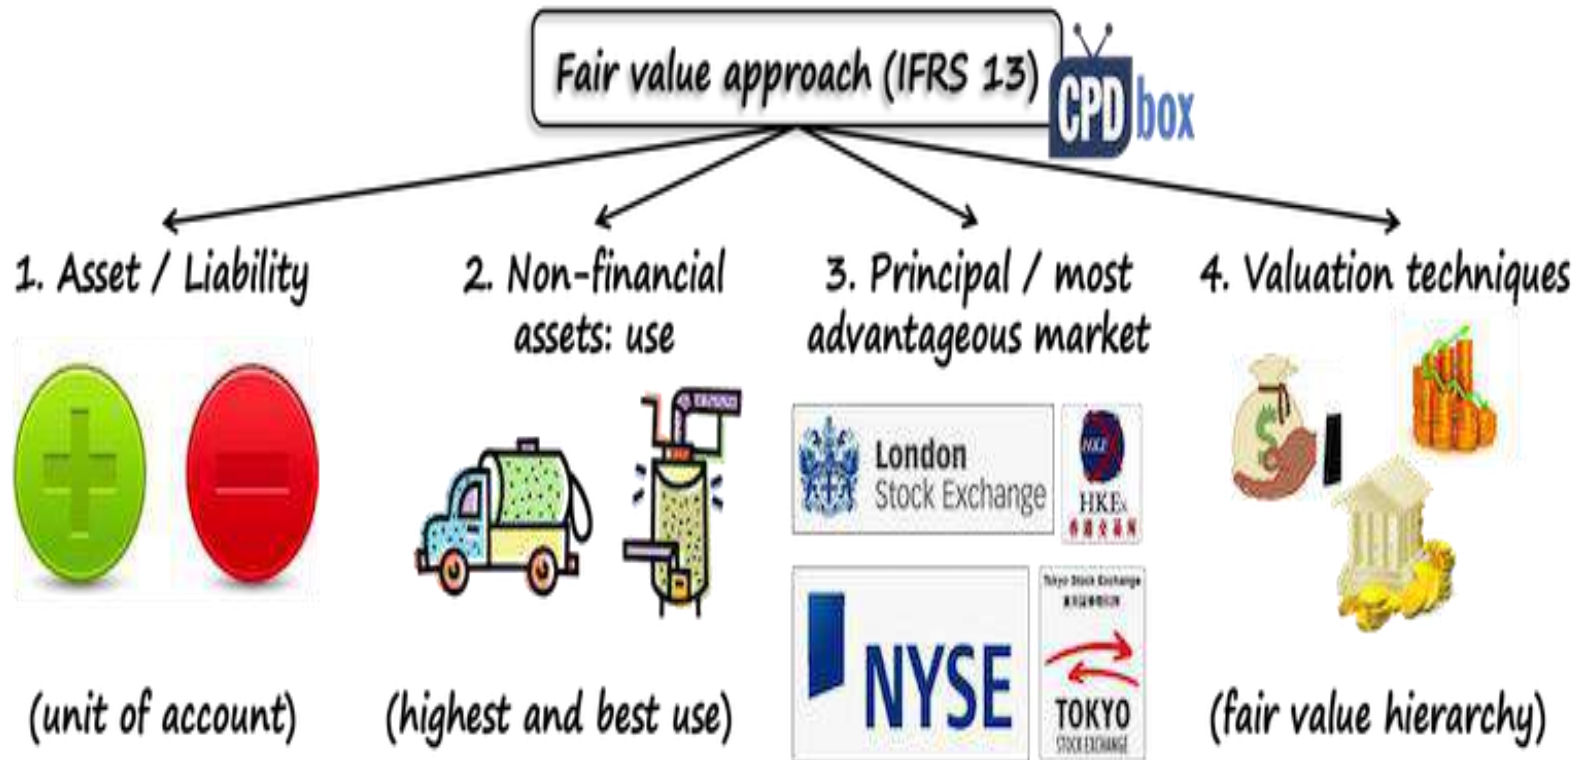 Fair value approach (IFRS 13)
CPD box
1. Asset / Liability
2. Non-financial
assets: use
3. Principal / most
advantageous market
4. Valuation techniques
London
Stock Exchange
HKEx
NYSE
Tokyo Stock Exchange
TOKYO
STOCK EXCHANGE
(unit of account)
(highest and best use)
(fair value hierarchy)